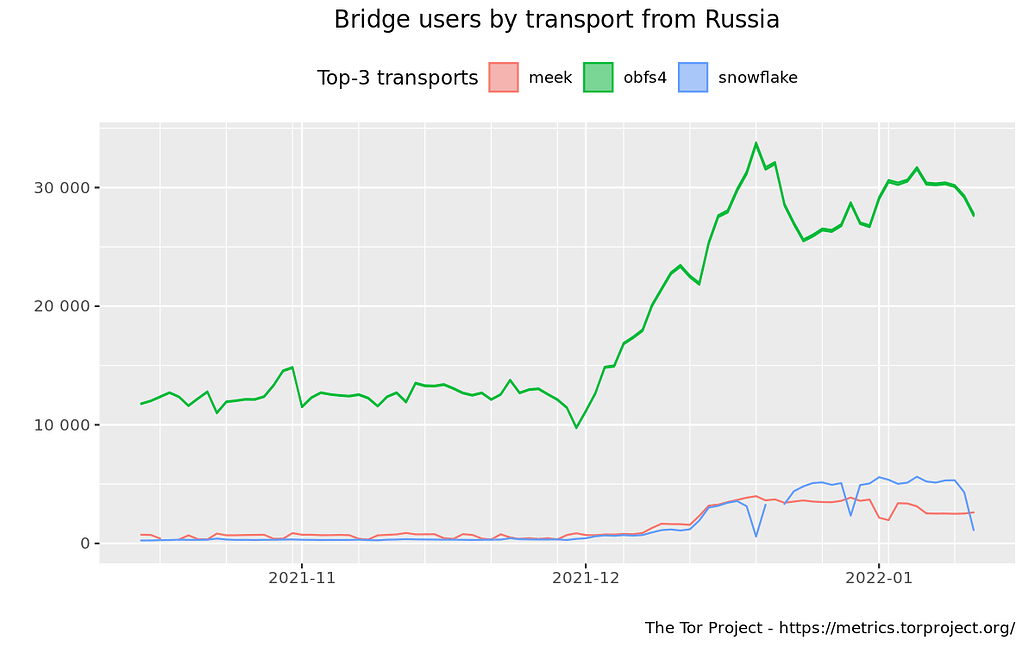 Bridge users by transport from Russia
Top-3 transports meek obfs4 snowflake
30 000
20 000
10 000
0
2021-11 2021-12 2022-01
The Tor Project - https://metrics.torproject.org/